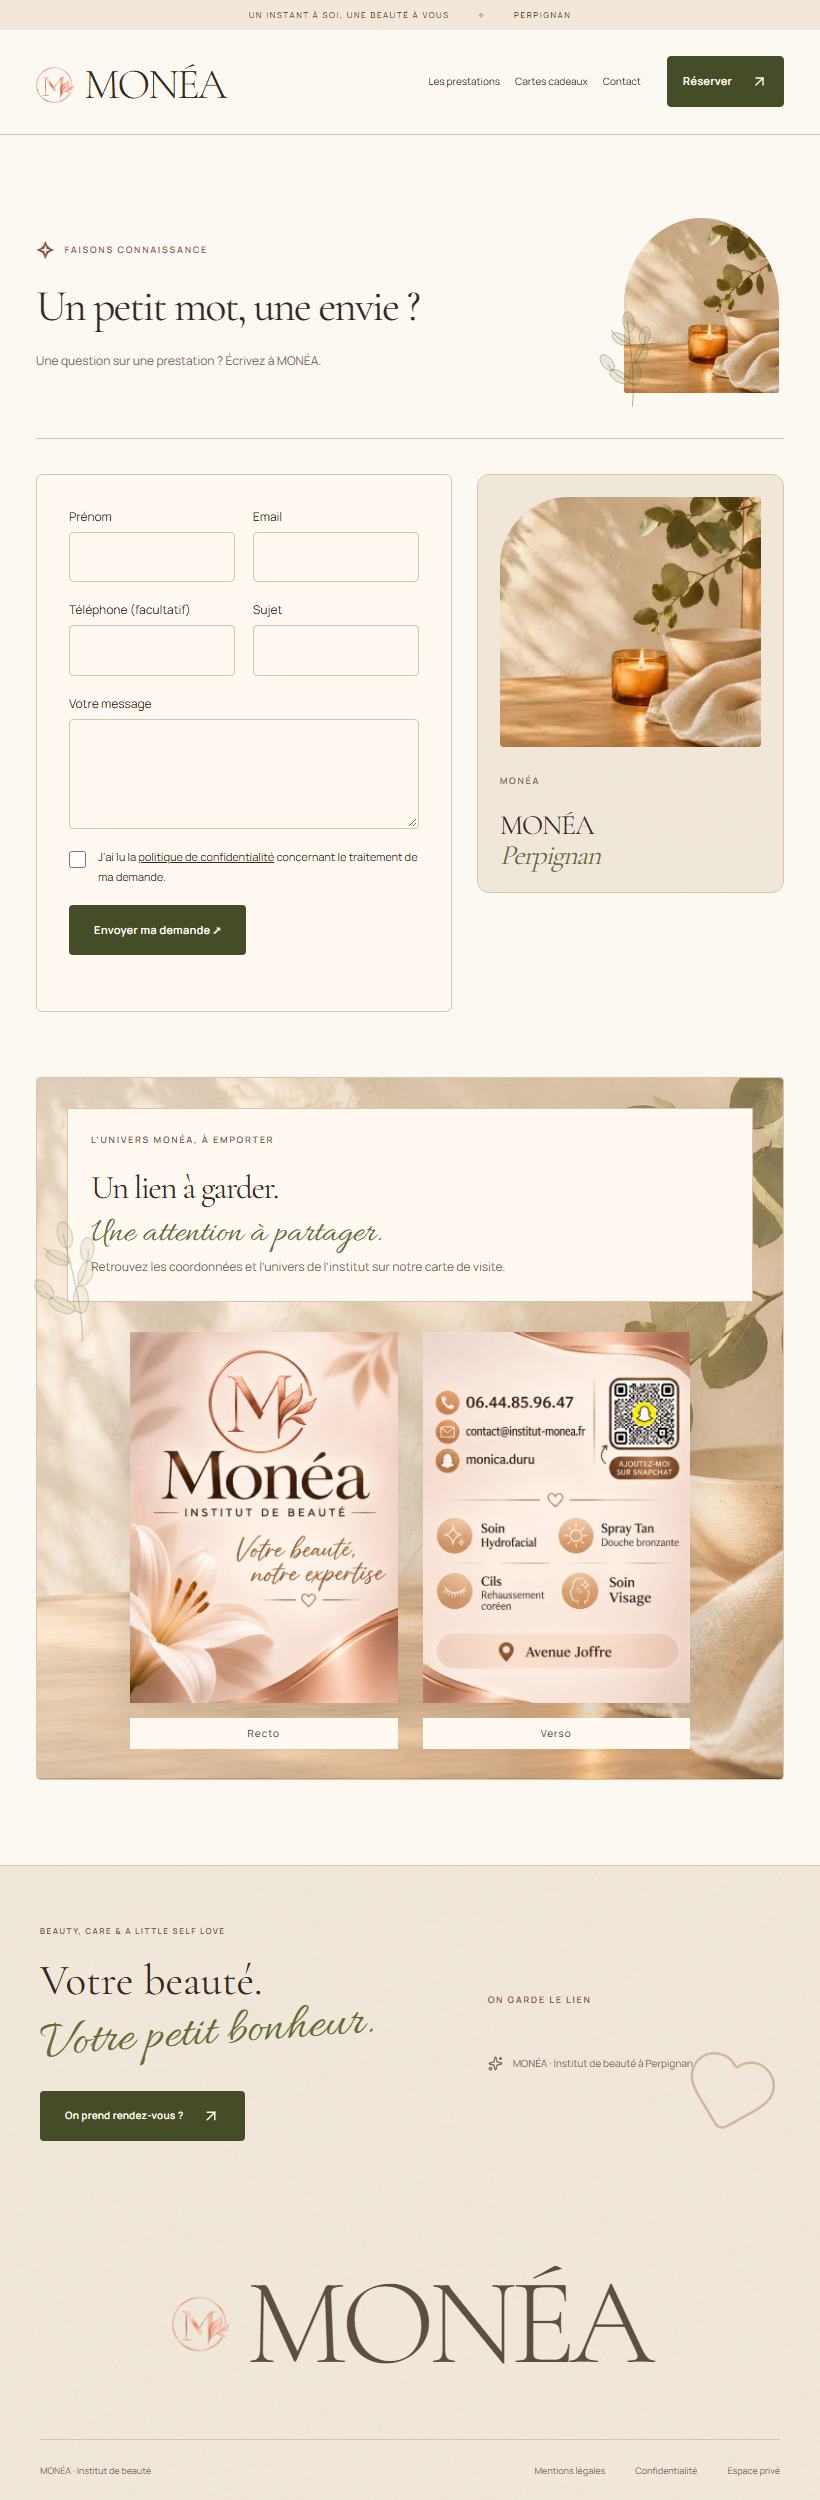 UN INSTANT À SOI, UNE BEAUTÉ À VOUS
PERPIGNAN
MONÉA
Les prestations
Cartes cadeaux
Contact
Réserver
FAISONS CONNAISSANCE
Un petit mot, une envie ?
Une question sur une prestation ? Écrivez à MONÉA.
Prénom
Email
Téléphone (facultatif)
Sujet
Votre message
J'ai lu la politique de confidentialité concernant le traitement de
ma demande.
Envoyer ma demande ↗
MONÉA
MONÉA
Perpignan
L'UNIVERS MONÉA, À EMPORTER
Un lien à garder.
Une attention à partager.
Retrouvez les coordonnées et l'univers de l'institut sur notre carte de visite.
M
Monéa
INSTITUT DE BEAUTÉ
Votre beauté,
notre expertise
Recto
06.44.85.96.47
contact@institut-monea.fr
monica.duru
AJOUTEZ-MOI
SUR SNAPCHAT
Soin
Hydrofacial
Spray Tan
Douche bronzante
Cils
Rehaussement
coréen
Soin
Visage
Avenue Joffre
Verso
BEAUTY, CARE & A LITTLE SELF LOVE
Votre beauté.
Votre petit bonheur.
On prend rendez-vous ?
ON GARDE LE LIEN
MONÉA · Institut de beauté à Perpignan
M
MONÉA
MONÉA · Institut de beauté
Mentions légales
Confidentialité
Espace privé